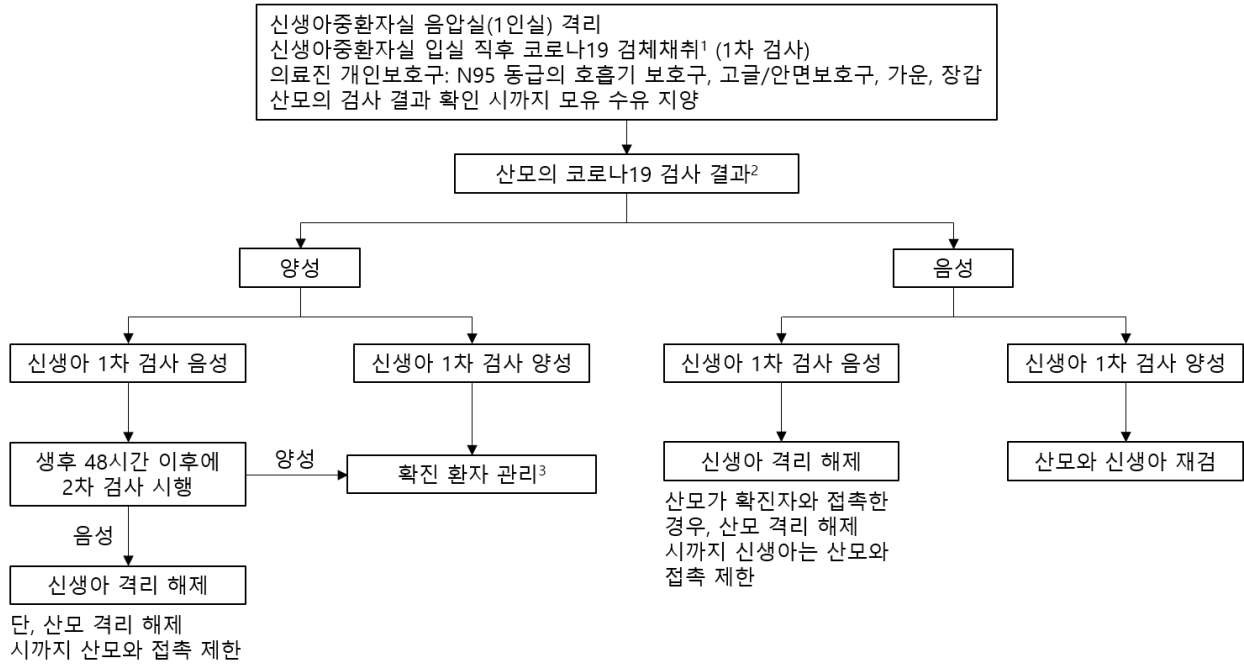 신생아중환자실 음압실(1인실) 격리
신생아중환자실 입실 직후 코로나19 검체채취¹ (1차 검사)
의료진 개인보호구: N95 동급의 호흡기 보호구, 고글/안면보호구, 가운, 장갑
산모의 검사 결과 확인 시까지 모유 수유 지양
산모의 코로나19 검사 결과²
양성
음성
신생아 1차 검사 음성
신생아 1차 검사 양성
신생아 1차 검사 음성
신생아 1차 검사 양성
생후 48시간 이후에
2차 검사 시행
양성
확진 환자 관리³
신생아 격리 해제
산모와 신생아 재검
산모가 확진자와 접촉한
경우, 산모 격리 해제
시까지 신생아는 산모와
접촉 제한
음성
신생아 격리 해제
단, 산모 격리 해제
시까지 산모와 접촉 제한